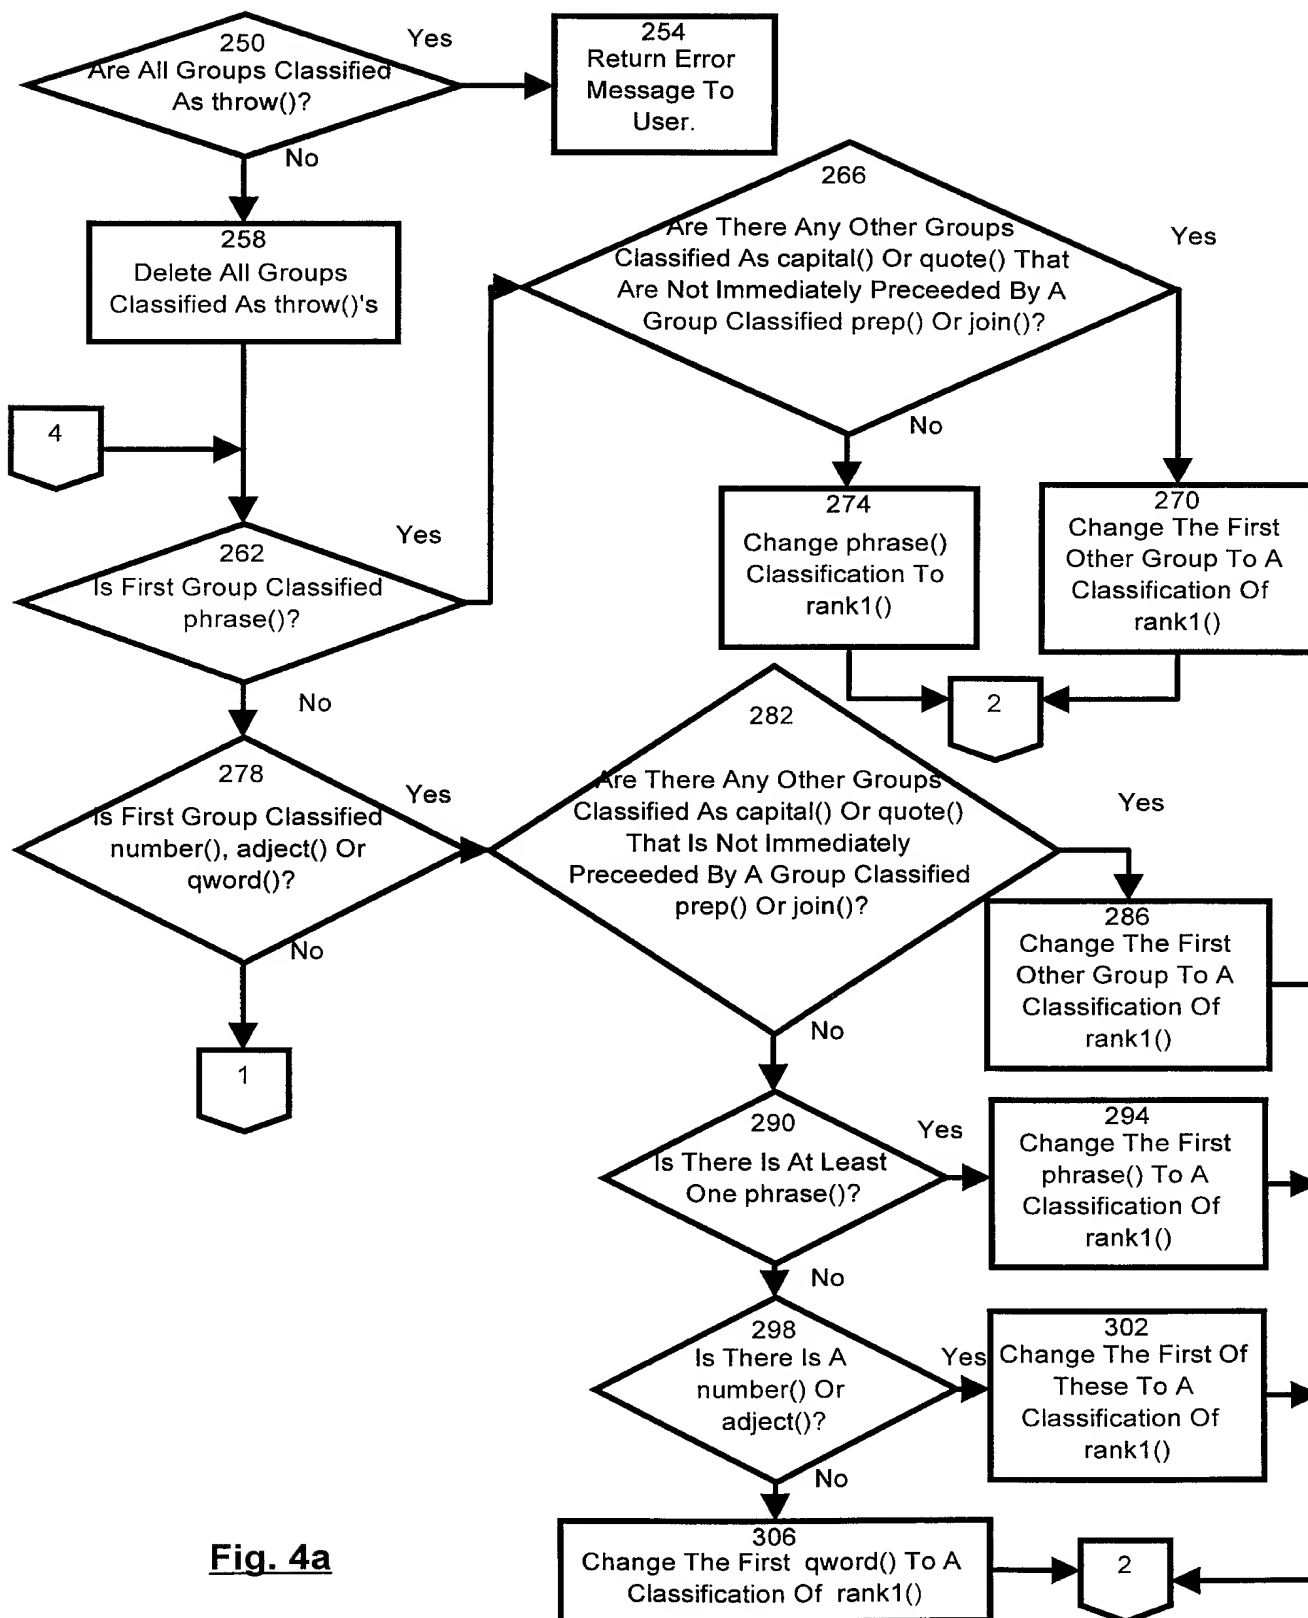 250
Are All Groups Classified
As throw()?
Yes
No
254
Return Error
Message To
User.
258
Delete All Groups
Classified As throw()'s
266
Are There Any Other Groups
Classified As capital() Or quote() That
Are Not Immediately Preceeded By A
Group Classified prep() Or join()?
Yes
No
4
262
Is First Group Classified
phrase()?
Yes
No
274
Change phrase()
Classification To
rank1()
270
Change The First
Other Group To A
Classification Of
rank1()
2
278
Is First Group Classified
number(), adject() Or
qword()?
Yes
No
1
282
Are There Any Other Groups
Classified As capital() Or quote()
That Is Not Immediately
Preceeded By A Group Classified
prep() Or join()?
Yes
No
286
Change The First
Other Group To A
Classification Of
rank1()
290
Is There Is At Least
One phrase()?
Yes
No
294
Change The First
phrase() To A
Classification Of
rank1()
298
Is There Is A
number() Or
adject()?
Yes
No
302
Change The First Of
These To A
Classification Of
rank1()
306
Change The First qword() To A
Classification Of rank1()
2
Fig. 4a